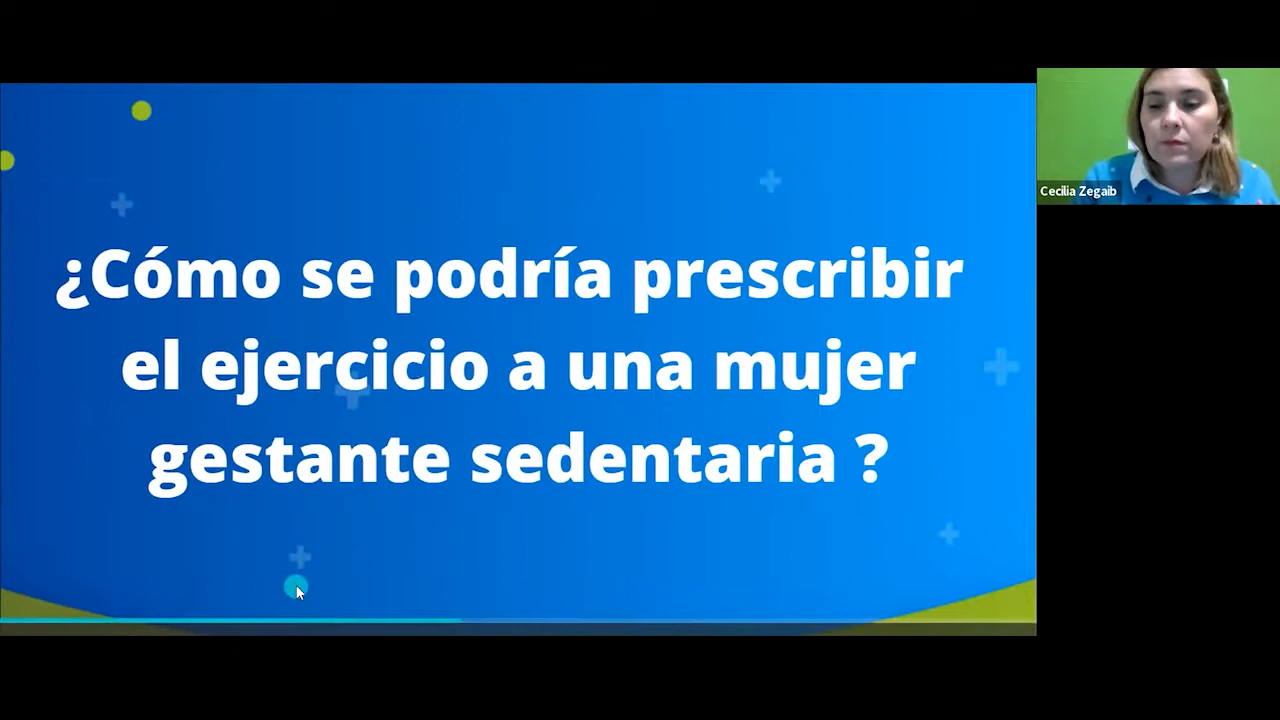 ¿Cómo se podría prescribir
el ejercicio a una mujer
gestante sedentaria ?
Cecilia Zegaib